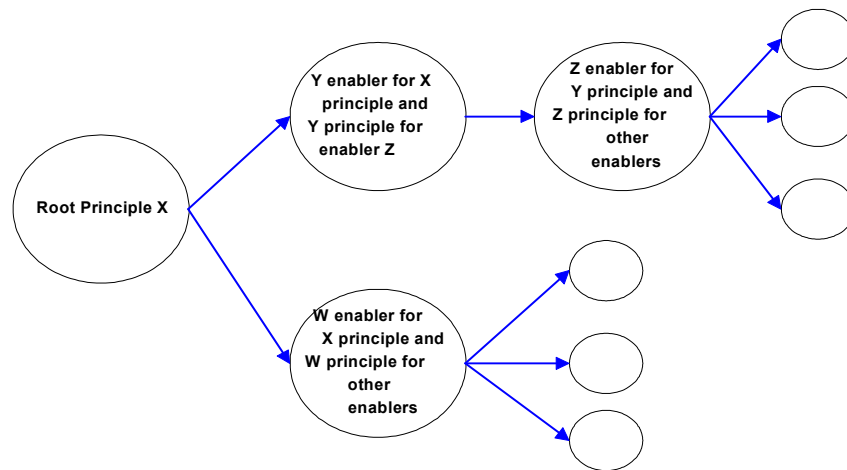 Root Principle X
Y enabler for X
principle and
Y principle for
enabler Z
Z enabler for
Y principle and
Z principle for
other
enablers
W enabler for
X principle and
W principle for
other
enablers